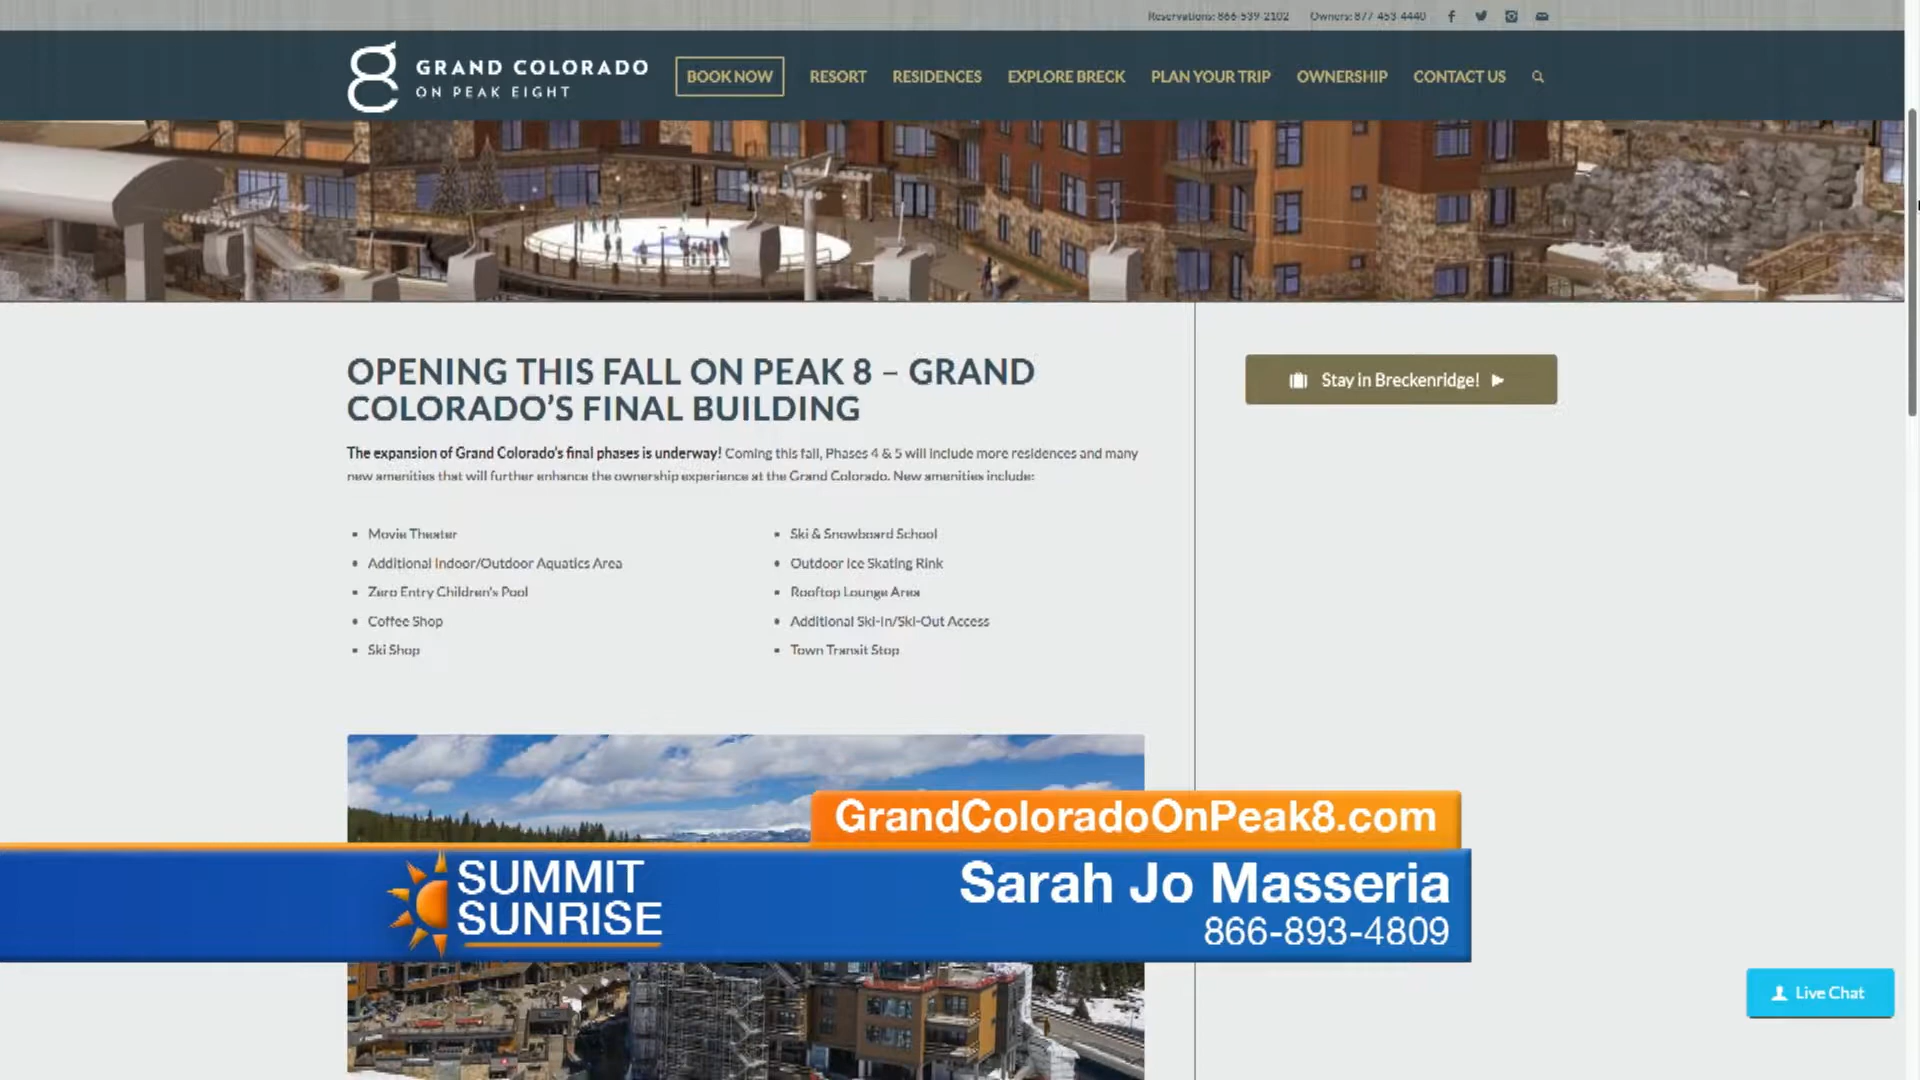 Reservations: 866-539-2102 Owners: 877-453-4440
GRAND COLORADO
ON PEAK EIGHT
BOOK NOW RESORT RESIDENCES EXPLORE BRECK PLAN YOUR TRIP OWNERSHIP CONTACT US
OPENING THIS FALL ON PEAK 8 – GRAND
COLORADO'S FINAL BUILDING
Stay in Breckenridge!
The expansion of Grand Colorado's final phases is underway! Coming this fall, Phases 4 & 5 will include more residences and many
new amenities that will further enhance the ownership experience at the Grand Colorado. New amenities include:
Movie Theater
Additional Indoor/Outdoor Aquatics Area
Zero Entry Children's Pool
Coffee Shop
Ski Shop
Ski & Snowboard School
Outdoor Ice Skating Rink
Rooftop Lounge Area
Additional Ski-In/Ski-Out Access
Town Transit Stop
GrandColoradoOnPeak8.com
SUMMIT
SUNRISE
Sarah Jo Masseria
866-893-4809
Live Chat